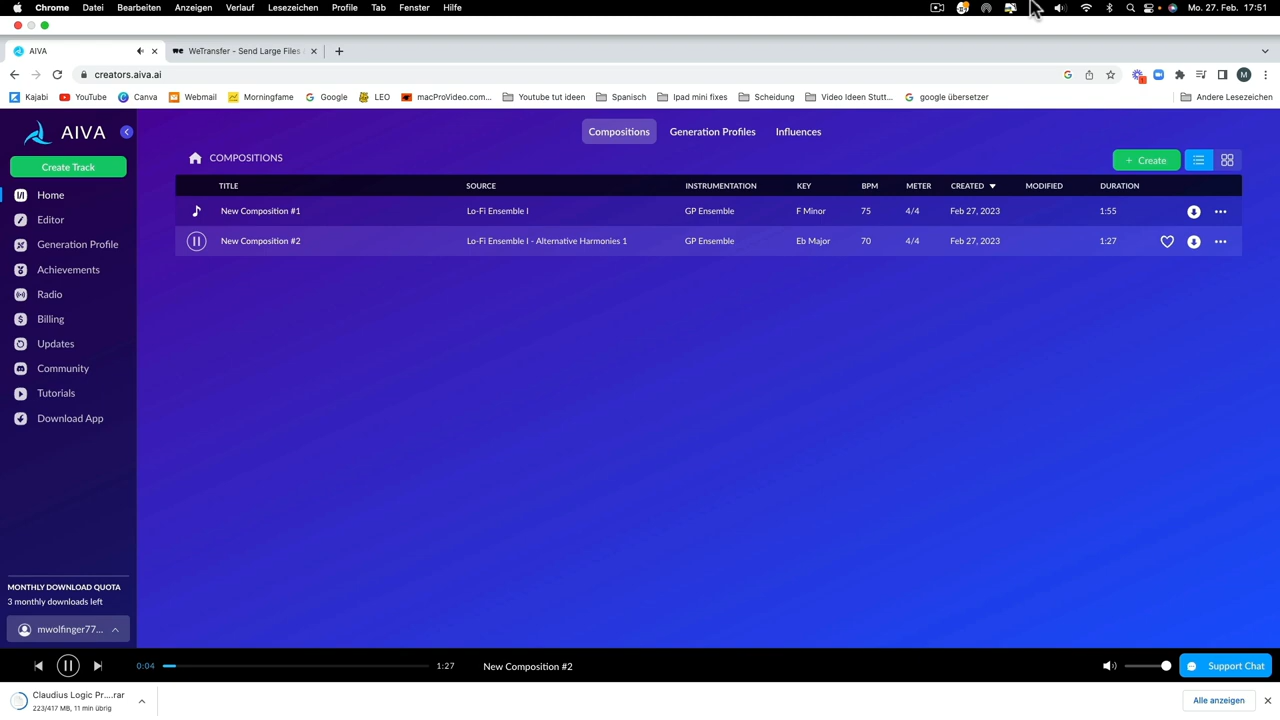 Chrome Datei Bearbeiten Anzeigen Verlauf Lesezeichen Profile Tab Fenster Hilfe Mo. 27. Feb. 17:51
AIVA WeTransfer - Send Large Files
creators.aiva.ai M
Kajabi YouTube Canva Webmail Morningfame Google LEO macProVideo.com... Youtube tut ideen Spanisch Ipad mini fixes Scheidung Video Ideen Stutt... google übersetzer Andere Lesezeichen
AIVA
Compositions Generation Profiles Influences
COMPOSITIONS
+ Create
Create Track
TITLE SOURCE INSTRUMENTATION KEY BPM METER CREATED MODIFIED DURATION
Home
New Composition #1 Lo-Fi Ensemble I GP Ensemble F Minor 75 4/4 Feb 27, 2023 1:55
Editor
New Composition #2 Lo-Fi Ensemble I - Alternative Harmonies 1 GP Ensemble Eb Major 70 4/4 Feb 27, 2023 1:27
Generation Profile
Achievements
Radio
Billing
Updates
Community
Tutorials
Download App
MONTHLY DOWNLOAD QUOTA
3 monthly downloads left
mwolfinger77...
0:04 1:27 New Composition #2 Support Chat
Claudius Logic Pr....rar
223/417 MB, 11 min übrig
Alle anzeigen